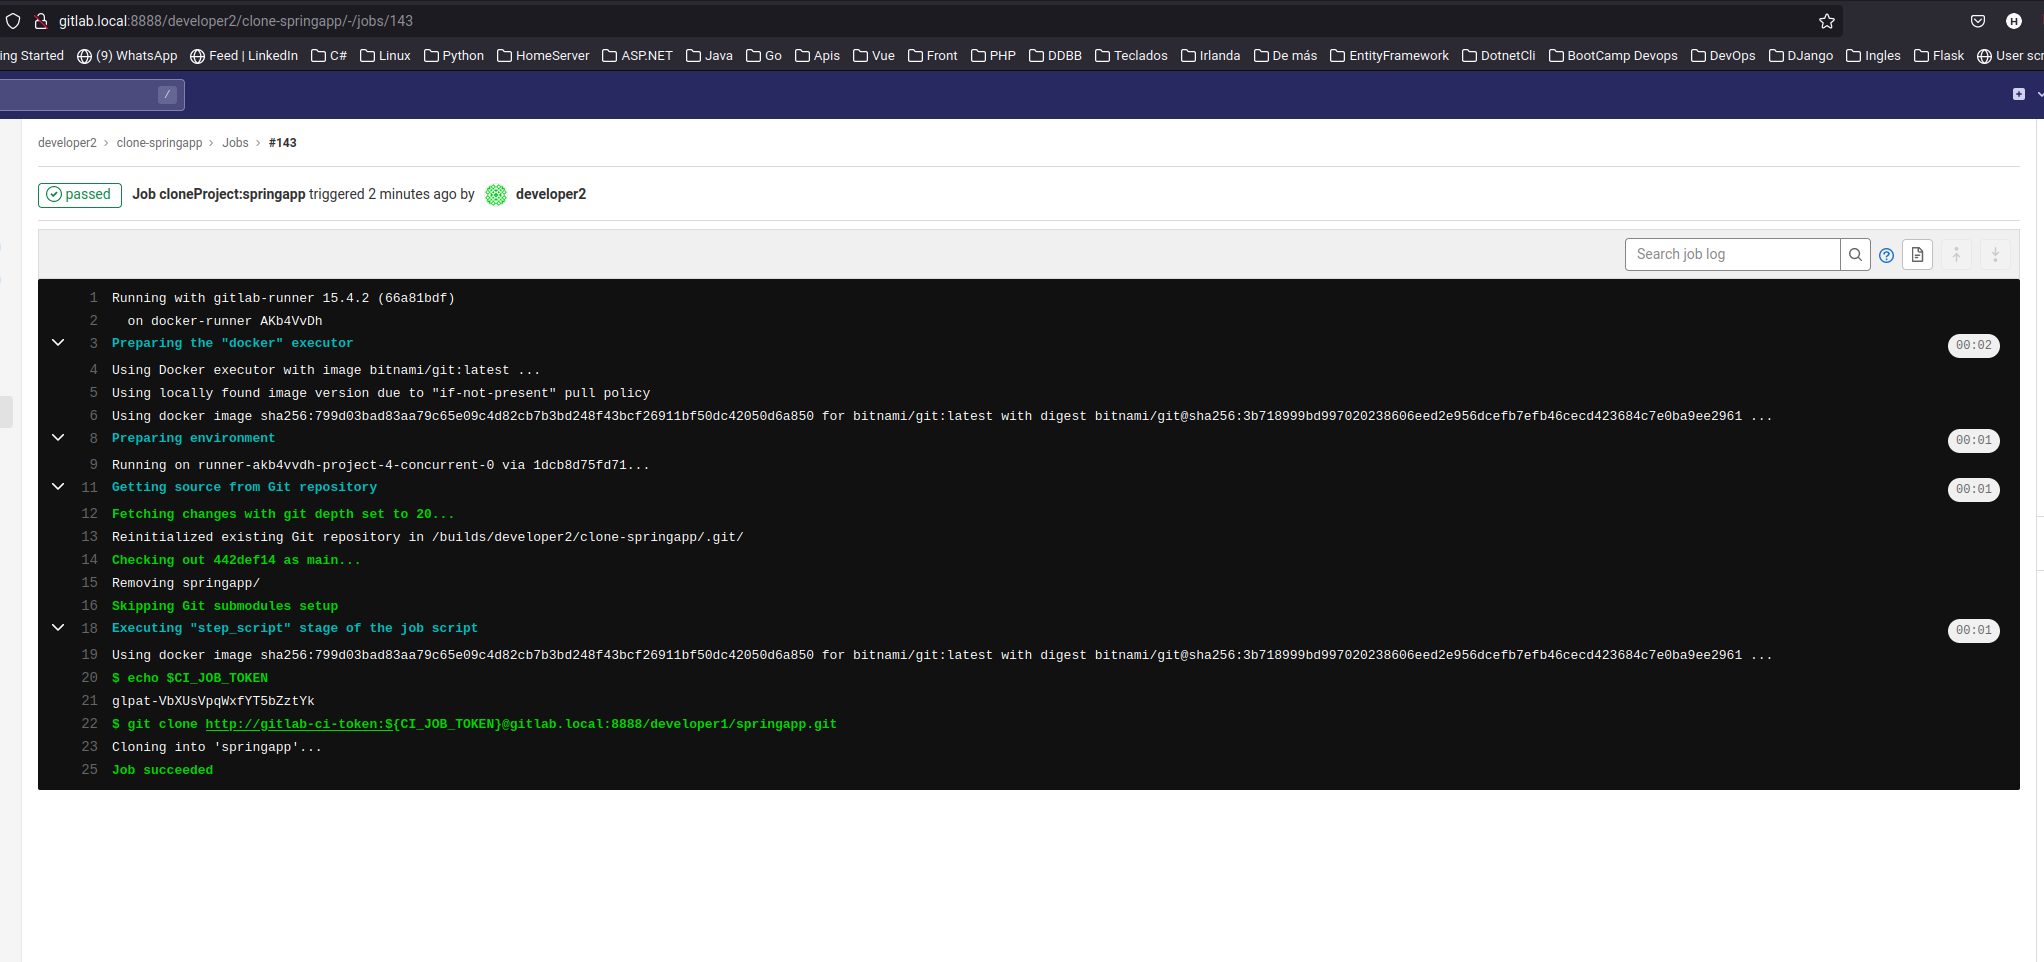 gitlab.local:8888/developer2/clone-springapp/-/jobs/143
ing Started (9) WhatsApp Feed | LinkedIn C# Linux Python HomeServer ASP.NET Java Go Apis Vue Front PHP DDBB Teclados Irlanda De más EntityFramework DotnetCli BootCamp Devops DevOps DJango Ingles Flask User scr
/
developer2 › clone-springapp › Jobs › #143
passed Job cloneProject:springapp triggered 2 minutes ago by developer2
Search job log
1 Running with gitlab-runner 15.4.2 (66a81bdf)
2 on docker-runner AKb4VvDh
3 Preparing the "docker" executor 00:02
4 Using Docker executor with image bitnami/git:latest ...
5 Using locally found image version due to "if-not-present" pull policy
6 Using docker image sha256:799d03bad83aa79c65e09c4d82cb7b3bd248f43bcf26911bf50dc42050d6a850 for bitnami/git:latest with digest bitnami/git@sha256:3b718999bd997020238606eed2e956dcefb7efb46cecd423684c7e0ba9ee2961 ...
8 Preparing environment 00:01
9 Running on runner-akb4vvdh-project-4-concurrent-0 via 1dcb8d75fd71...
11 Getting source from Git repository 00:01
12 Fetching changes with git depth set to 20...
13 Reinitialized existing Git repository in /builds/developer2/clone-springapp/.git/
14 Checking out 442def14 as main...
15 Removing springapp/
16 Skipping Git submodules setup
18 Executing "step_script" stage of the job script 00:01
19 Using docker image sha256:799d03bad83aa79c65e09c4d82cb7b3bd248f43bcf26911bf50dc42050d6a850 for bitnami/git:latest with digest bitnami/git@sha256:3b718999bd997020238606eed2e956dcefb7efb46cecd423684c7e0ba9ee2961 ...
20 $ echo $CI_JOB_TOKEN
21 glpat-VbXUsVpqWxfYT5bZztYk
22 $ git clone http://gitlab-ci-token:${CI_JOB_TOKEN}@gitlab.local:8888/developer1/springapp.git
23 Cloning into 'springapp'...
25 Job succeeded